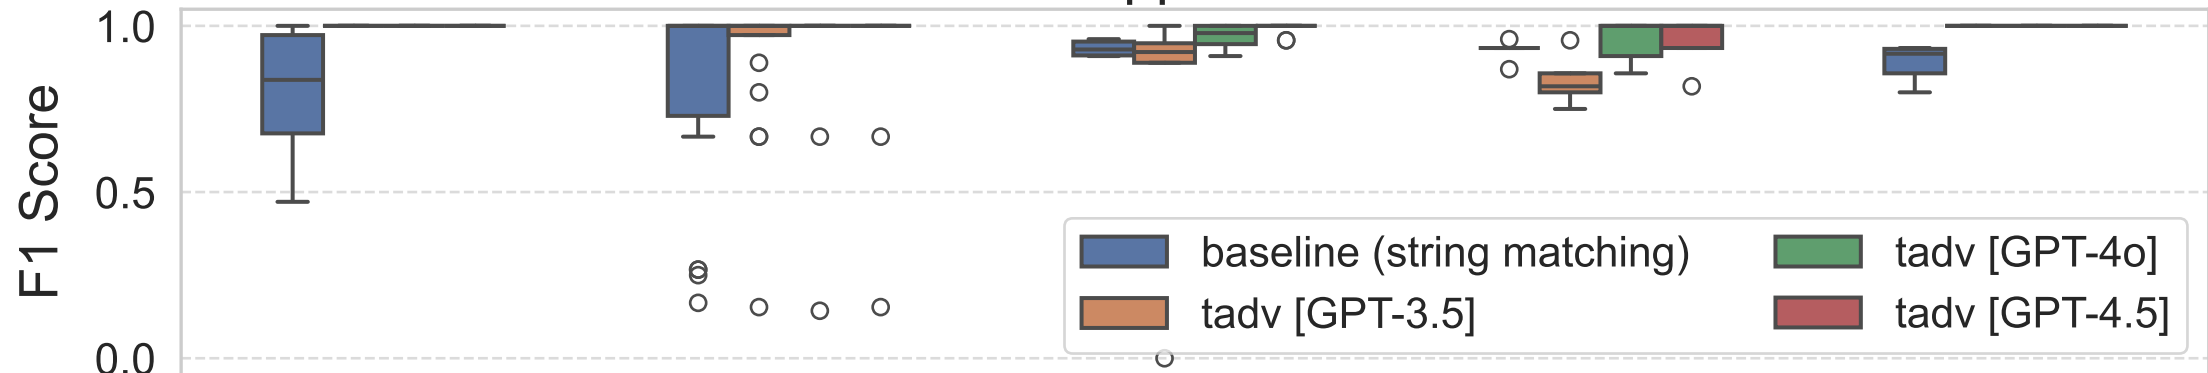 F1 Score
1.0
0.5
0.0
baseline (string matching)
tadv [GPT-3.5]
tadv [GPT-4o]
tadv [GPT-4.5]